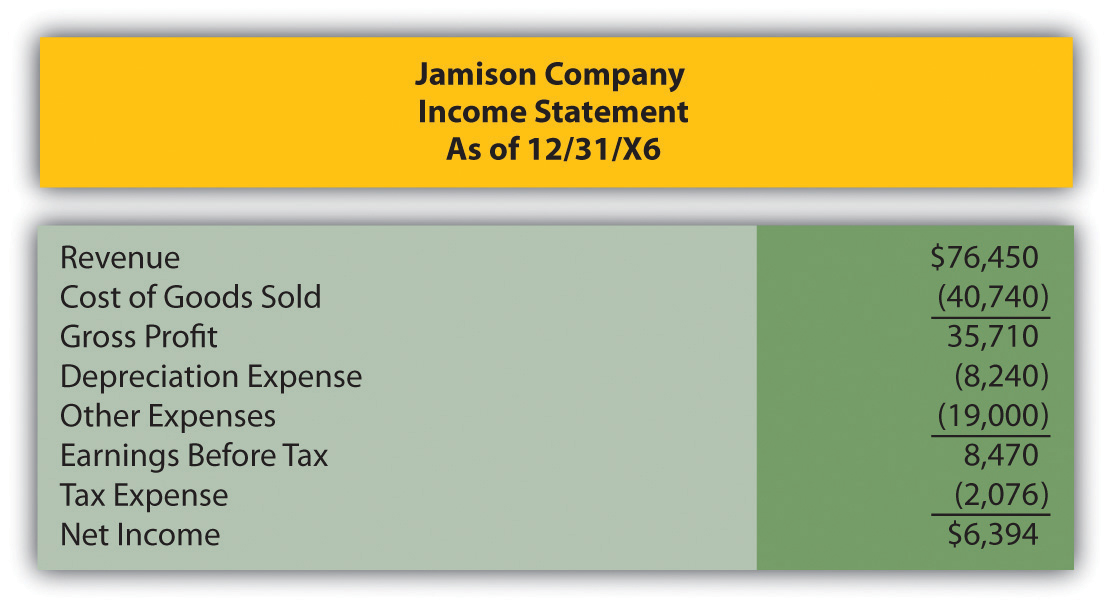 Jamison Company
Income Statement
As of 12/31/X6
Revenue $76,450
Cost of Goods Sold (40,740)
Gross Profit 35,710
Depreciation Expense (8,240)
Other Expenses (19,000)
Earnings Before Tax 8,470
Tax Expense (2,076)
Net Income $6,394